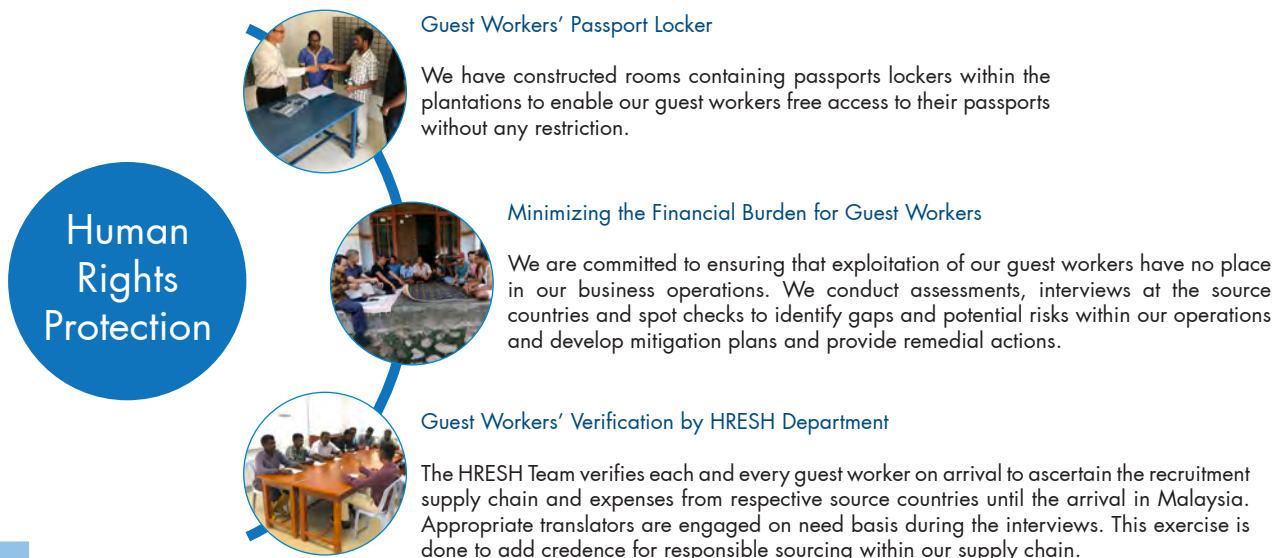 Human
Rights
Protection
Guest Workers' Passport Locker
We have constructed rooms containing passports lockers within the
plantations to enable our guest workers free access to their passports
without any restriction.
Minimizing the Financial Burden for Guest Workers
We are committed to ensuring that exploitation of our guest workers have no place
in our business operations. We conduct assessments, interviews at the source
countries and spot checks to identify gaps and potential risks within our operations
and develop mitigation plans and provide remedial actions.
Guest Workers' Verification by HRESH Department
The HRESH Team verifies each and every guest worker on arrival to ascertain the recruitment
supply chain and expenses from respective source countries until the arrival in Malaysia.
Appropriate translators are engaged on need basis during the interviews. This exercise is
done to add credence for responsible sourcing within our supply chain.